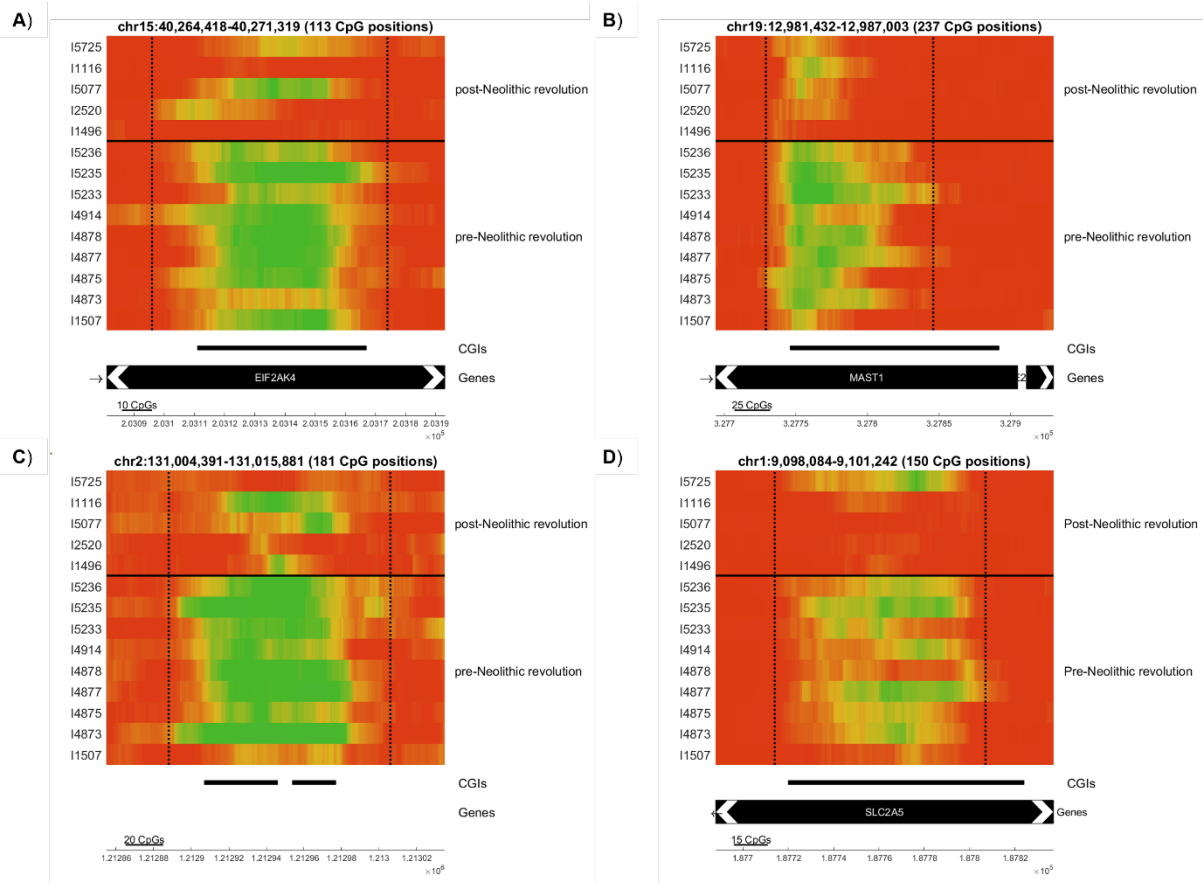 A)
chr15:40,264,418-40,271,319 (113 CpG positions)
I5725
I1116
I5077
I2520
I1496
I5236
I5235
I5233
I4914
I4878
I4877
I4875
I4873
I1507
post-Neolithic revolution
pre-Neolithic revolution
CGIs
→ EIF2AK4 Genes
10 CpGs
2.0309 2.031 2.0311 2.0312 2.0313 2.0314 2.0315 2.0316 2.0317 2.0318 2.0319
×10⁵
B)
chr19:12,981,432-12,987,003 (237 CpG positions)
I5725
I1116
I5077
I2520
I1496
I5236
I5235
I5233
I4914
I4878
I4877
I4875
I4873
I1507
post-Neolithic revolution
pre-Neolithic revolution
CGIs
→ MAST1 Genes
25 CpGs
3.277 3.2775 3.278 3.2785 3.279
×10⁵
C)
chr2:131,004,391-131,015,881 (181 CpG positions)
I5725
I1116
I5077
I2520
I1496
I5236
I5235
I5233
I4914
I4878
I4877
I4875
I4873
I1507
post-Neolithic revolution
pre-Neolithic revolution
CGIs
Genes
20 CpGs
1.21286 1.21288 1.2129 1.21292 1.21294 1.21296 1.21298 1.213 1.21302
×10⁶
D)
chr1:9,098,084-9,101,242 (150 CpG positions)
I5725
I1116
I5077
I2520
I1496
I5236
I5235
I5233
I4914
I4878
I4877
I4875
I4873
I1507
Post-Neolithic revolution
Pre-Neolithic revolution
CGIs
← SLC2A5 Genes
15 CpGs
1.877 1.8772 1.8774 1.8776 1.8778 1.878 1.8782
×10⁵